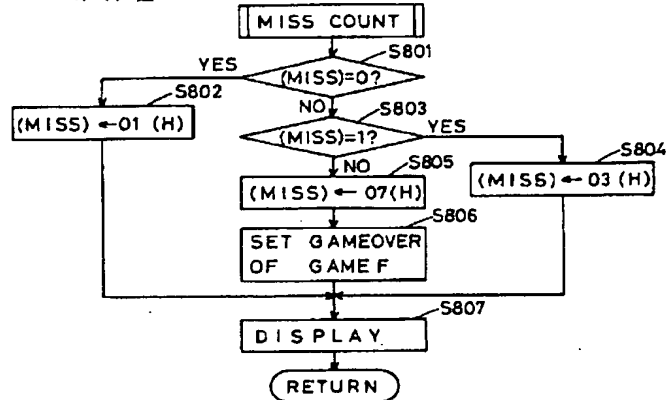 MISS COUNT
S801
YES
(MISS)=0?
S802
NO
S803
(MISS) ←01 (H)
(MISS)=1?
YES
S804
NO
S805
(MISS) ← 07(H)
(MISS) ← 03 (H)
S806
SET GAMEOVER
OF GAME F
S807
DISPLAY
RETURN